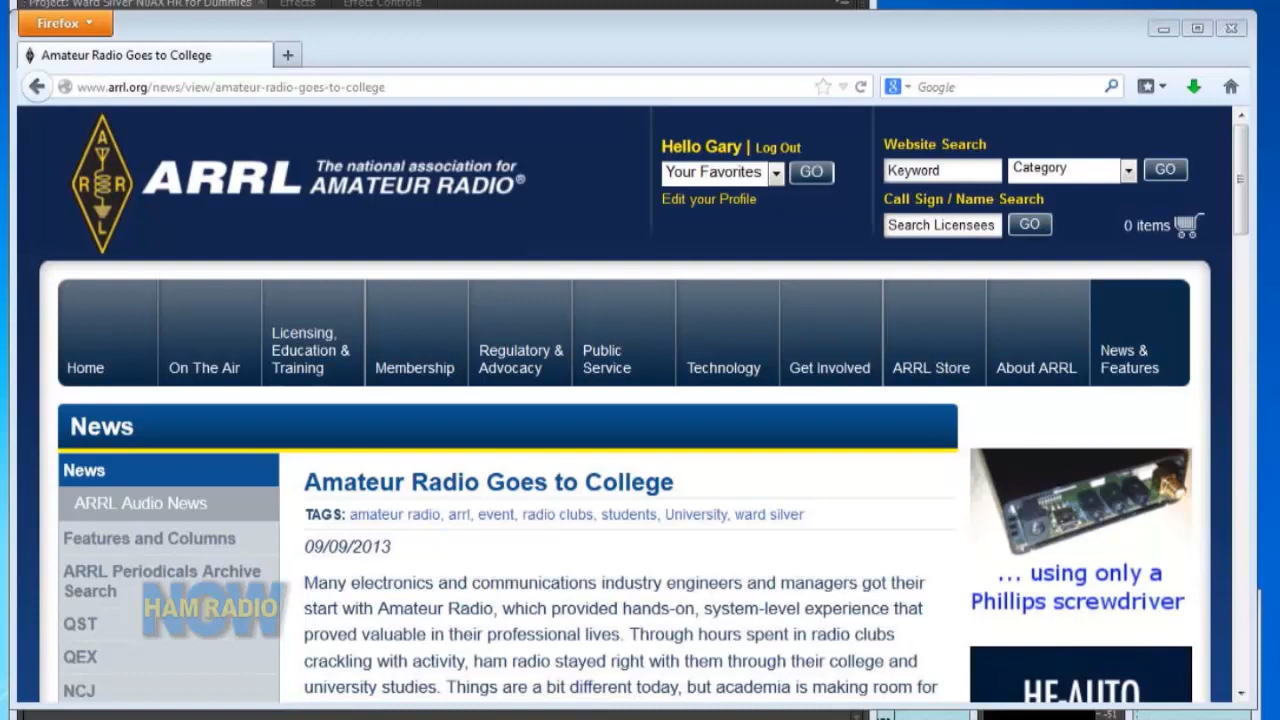 Project: Ward Silver N0AX HR for Dummies
Effects
Effect Controls
Firefox
Amateur Radio Goes to College
www.arrl.org/news/view/amateur-radio-goes-to-college
Google
A
R R
L
ARRL The national association for
AMATEUR RADIO®
Hello Gary | Log Out
Your Favorites GO
Edit your Profile
Website Search
Keyword Category GO
Call Sign / Name Search
Search Licensees GO
0 items
Home
On The Air
Licensing,
Education &
Training
Membership
Regulatory &
Advocacy
Public
Service
Technology
Get Involved
ARRL Store
About ARRL
News &
Features
News
News
ARRL Audio News
Features and Columns
ARRL Periodicals Archive
Search
QST
QEX
NCJ
HAM RADIO
NOW
Amateur Radio Goes to College
TAGS: amateur radio, arrl, event, radio clubs, students, University, ward silver
09/09/2013
Many electronics and communications industry engineers and managers got their
start with Amateur Radio, which provided hands-on, system-level experience that
proved valuable in their professional lives. Through hours spent in radio clubs
crackling with activity, ham radio stayed right with them through their college and
university studies. Things are a bit different today, but academia is making room for
... using only a
Phillips screwdriver
HF-AUTO